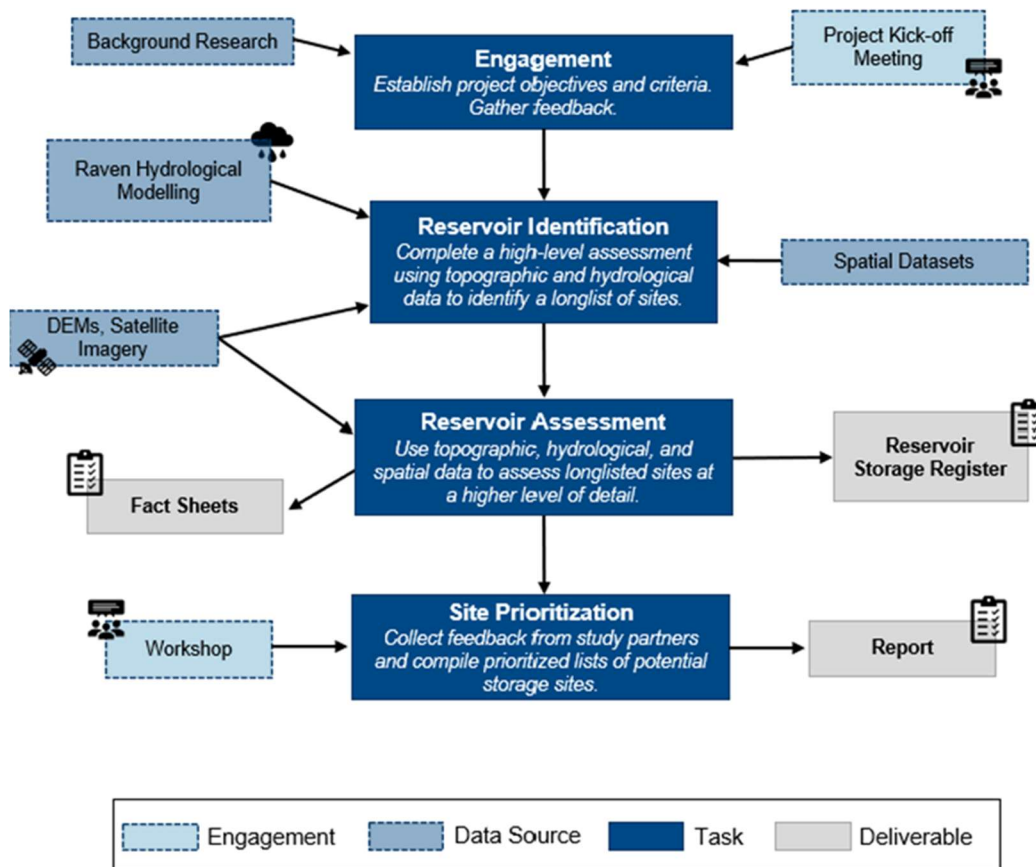 Background Research
Engagement
Establish project objectives and criteria.
Gather feedback.
Project Kick-off
Meeting
Raven Hydrological
Modelling
Reservoir Identification
Complete a high-level assessment
using topographic and hydrological
data to identify a longlist of sites.
Spatial Datasets
DEMs, Satellite
Imagery
Reservoir Assessment
Use topographic, hydrological, and
spatial data to assess longlisted sites at
a higher level of detail.
Reservoir
Storage Register
Fact Sheets
Site Prioritization
Collect feedback from study partners
and compile prioritized lists of potential
storage sites.
Workshop
Report
Engagement
Data Source
Task
Deliverable